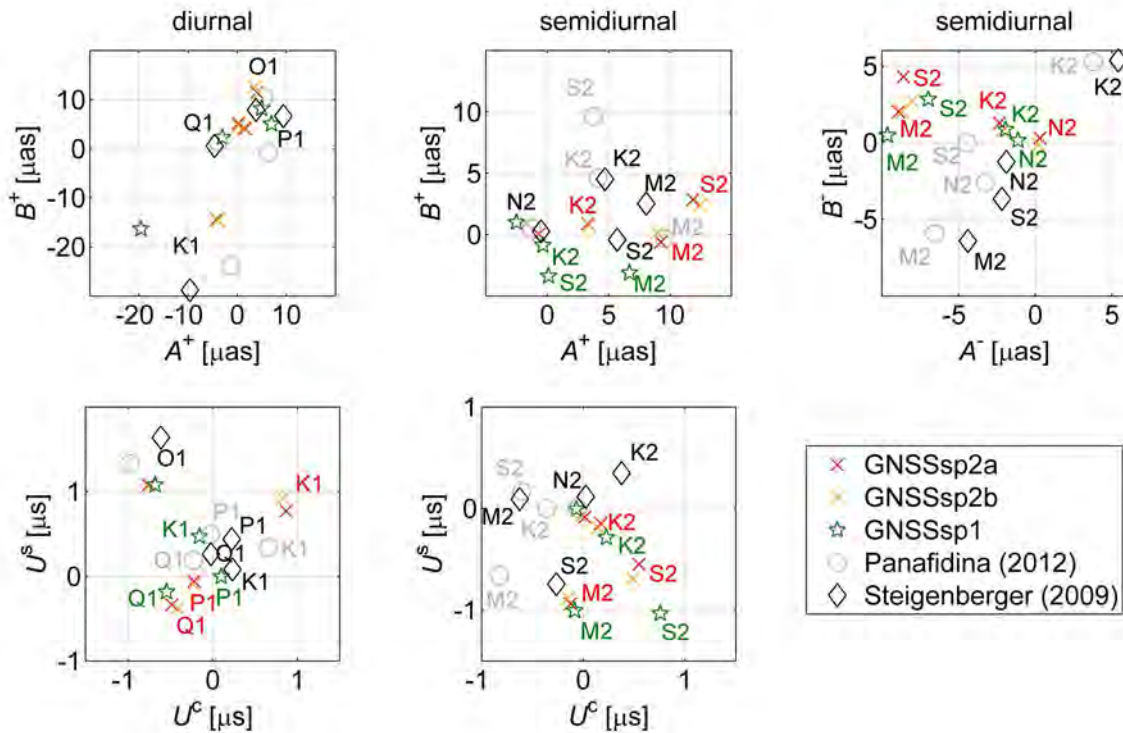 diurnal
semidiurnal
semidiurnal
10
0
-10
-20
-20
-10
0
10
B⁺ [µas]
A⁺ [µas]
O1
Q1
P1
K1
15
10
5
0
0
5
10
B⁺ [µas]
A⁺ [µas]
S2
K2
K2
M2
S2
N2
K2
S2
M2
M2
K2
S2
M2
5
0
-5
-5
0
5
B⁻ [µas]
A⁻ [µas]
K2
K2
S2
S2
K2
K2
N2
M2
M2
N2
S2
N2
N2
S2
M2
M2
1
0
-1
-1
0
1
Uˢ [µs]
Uᶜ [µs]
O1
K1
P1
K1
P1
Q1
Q1
K1
K1
Q1
P1
P1
Q1
1
0
-1
-1
0
1
Uˢ [µs]
Uᶜ [µs]
K2
S2
N2
M2
K2
K2
K2
S2
S2
M2
M2
M2
S2
GNSSsp2a
GNSSsp2b
GNSSsp1
Panafidina (2012)
Steigenberger (2009)